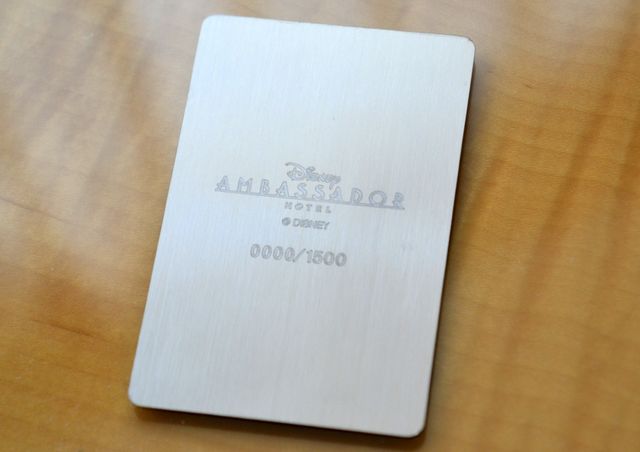 Disney
AMBASSADOR
HOTEL
© DISNEY
0000/1500